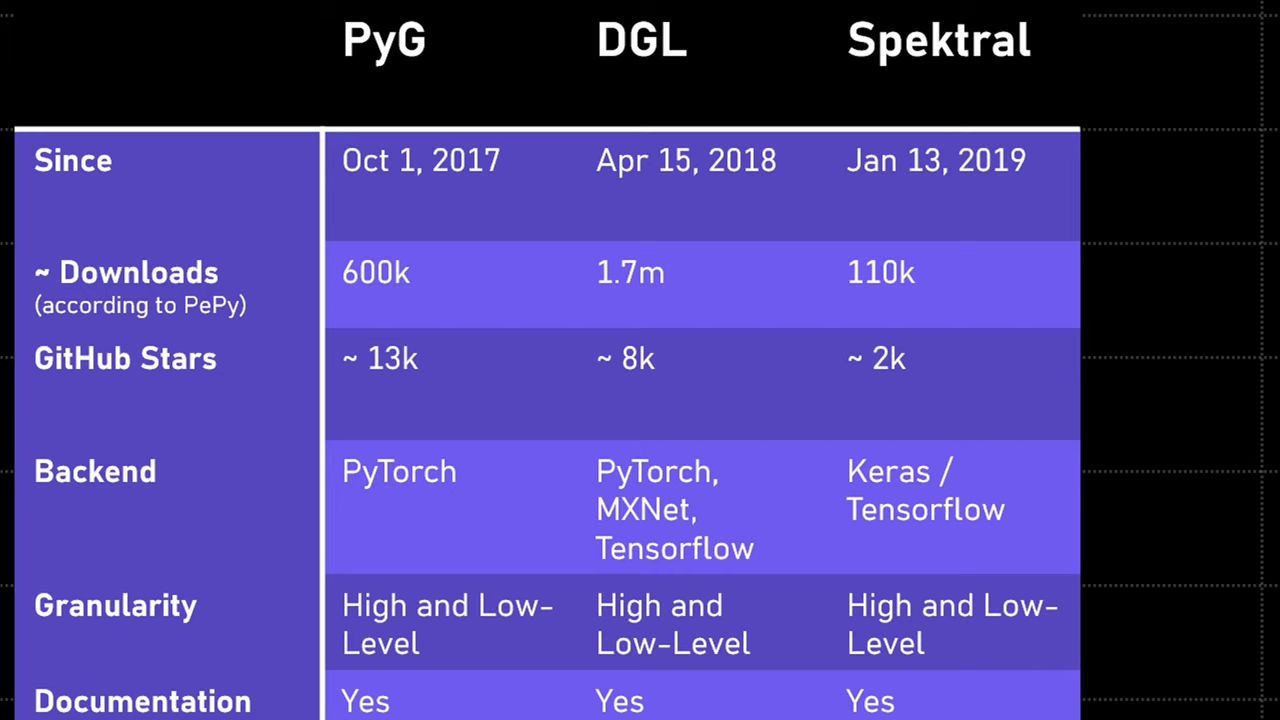 PyG DGL Spektral
Since Oct 1, 2017 Apr 15, 2018 Jan 13, 2019
~ Downloads 600k 1.7m 110k
(according to PePy)
GitHub Stars ~ 13k ~ 8k ~ 2k
Backend PyTorch PyTorch, Keras /
MXNet, Tensorflow
Tensorflow
Granularity High and Low- High and High and Low-
Level Low-Level Level
Documentation Yes Yes Yes